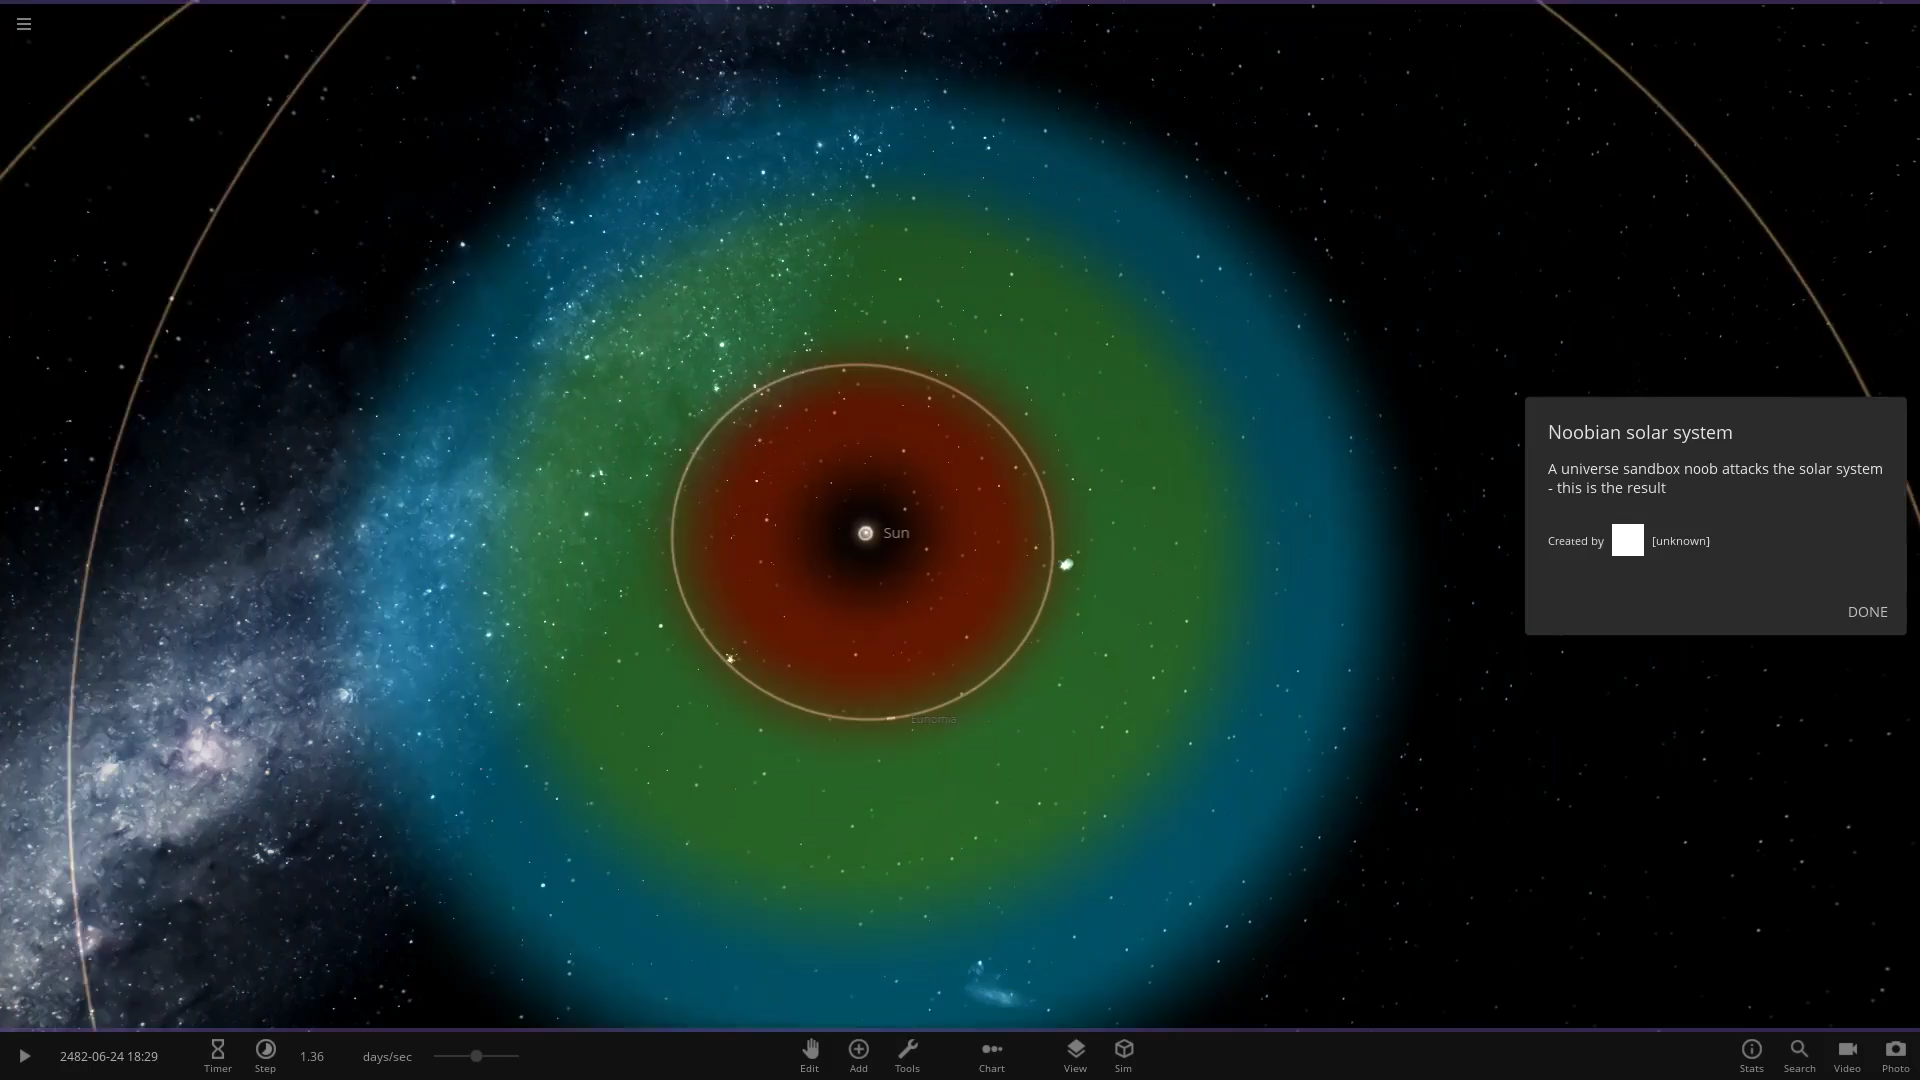 Sun
Eunomia
Noobian solar system
A universe sandbox noob attacks the solar system
- this is the result
Created by [unknown]
DONE
2482-06-24 18:29
Timer
Step
1.36
days/sec
Edit
Add
Tools
Chart
View
Sim
Stats
Search
Video
Photo